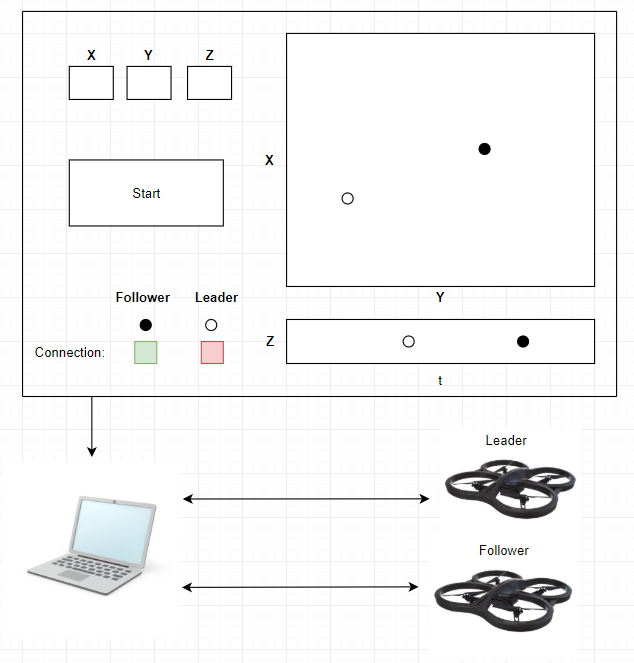 X Y Z
Start
X
Follower Leader
Y
Connection:
Z
t
Leader
Follower